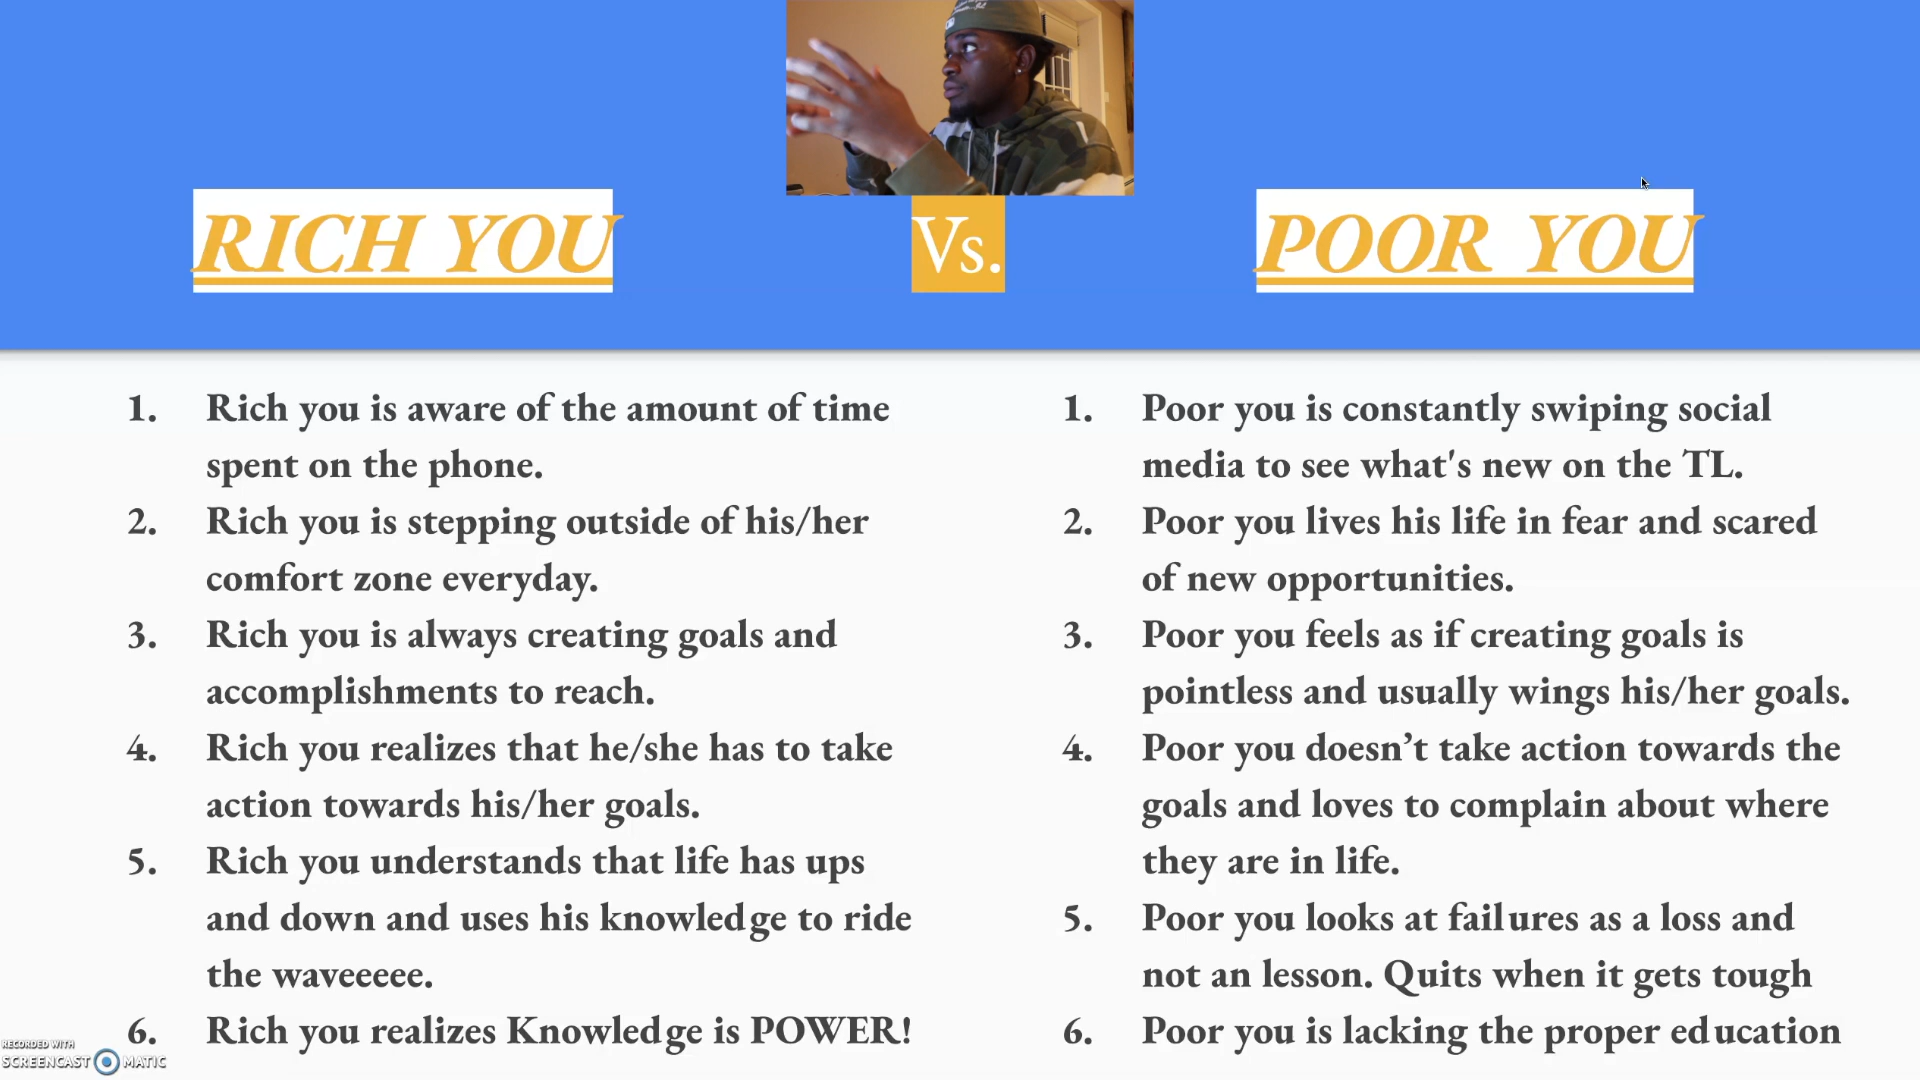 RICH YOU
Vs.
POOR YOU
1. Rich you is aware of the amount of time
spent on the phone.
2. Rich you is stepping outside of his/her
comfort zone everyday.
3. Rich you is always creating goals and
accomplishments to reach.
4. Rich you realizes that he/she has to take
action towards his/her goals.
5. Rich you understands that life has ups
and down and uses his knowledge to ride
the waveeeee.
6. Rich you realizes Knowledge is POWER!
1. Poor you is constantly swiping social
media to see what's new on the TL.
2. Poor you lives his life in fear and scared
of new opportunities.
3. Poor you feels as if creating goals is
pointless and usually wings his/her goals.
4. Poor you doesn’t take action towards the
goals and loves to complain about where
they are in life.
5. Poor you looks at failures as a loss and
not an lesson. Quits when it gets tough
6. Poor you is lacking the proper education
RECORDED WITH
SCREENCAST MATIC